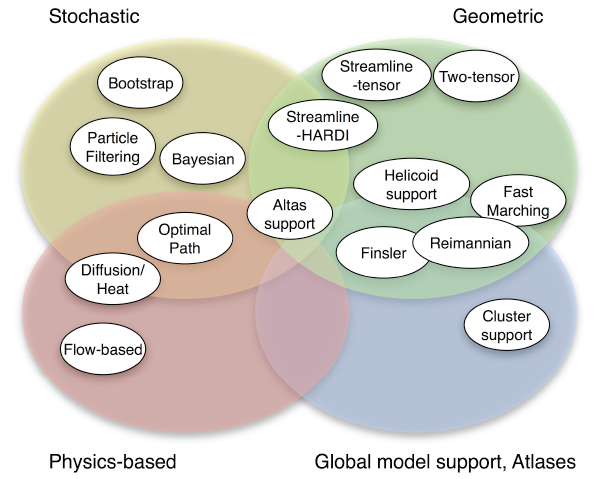 Stochastic
Geometric
Bootstrap
Streamline
-tensor
Two-tensor
Streamline
-HARDI
Particle
Filtering
Bayesian
Helicoid
support
Fast
Marching
Altas
support
Optimal
Path
Finsler
Reimannian
Diffusion/
Heat
Cluster
support
Flow-based
Physics-based
Global model support, Atlases